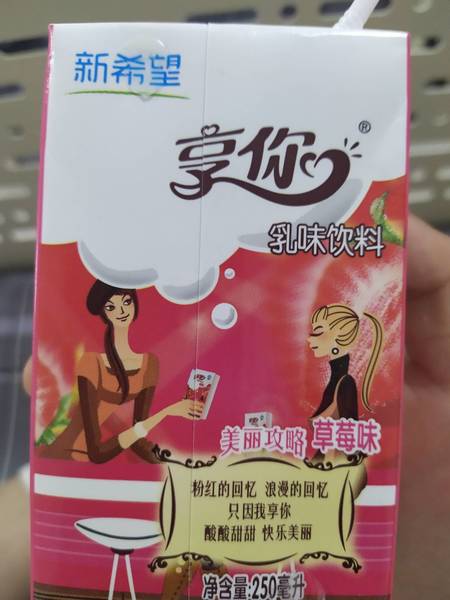 新希望
享你®
乳味饮料
美丽攻略 草莓味
粉红的回忆 浪漫的回忆
只因我享你
酸酸甜甜 快乐美丽
净含量:250毫升